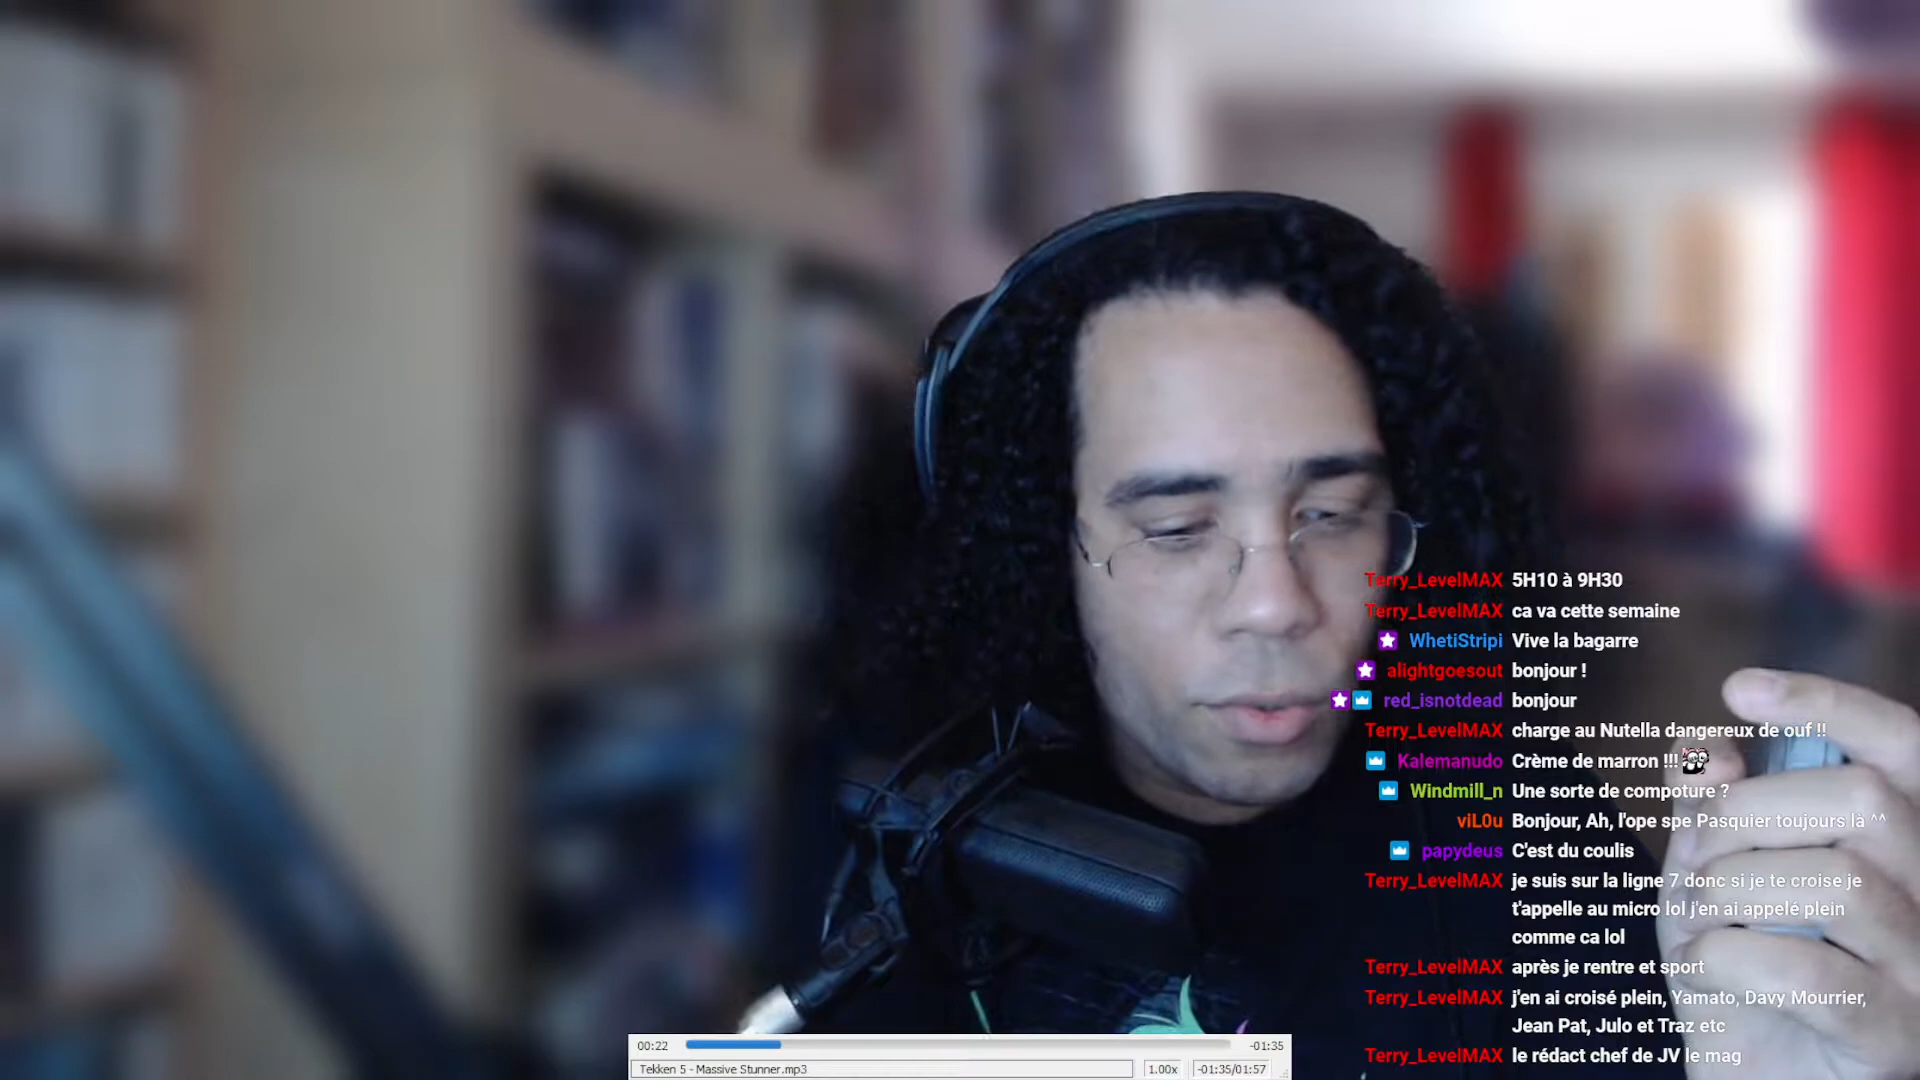 Terry_LevelMAX 5H10 à 9H30
Terry_LevelMAX ca va cette semaine
WhetiStripi Vive la bagarre
alightgoesout bonjour !
red_isnotdead bonjour
Terry_LevelMAX charge au Nutella dangereux de ouf !!
Kalemanudo Crème de marron !!!
Windmill_n Une sorte de compoture ?
viL0u Bonjour, Ah, l'ope spe Pasquier toujours là ^^
papydeus C'est du coulis
Terry_LevelMAX je suis sur la ligne 7 donc si je te croise je
t'appelle au micro lol j'en ai appelé plein
comme ca lol
Terry_LevelMAX après je rentre et sport
Terry_LevelMAX j'en ai croisé plein, Yamato, Davy Mourrier,
Jean Pat, Julo et Traz etc
Terry_LevelMAX le rédact chef de JV le mag
00:22 -01:35
Tekken 5 - Massive Stunner.mp3 1.00x -01:35/01:57